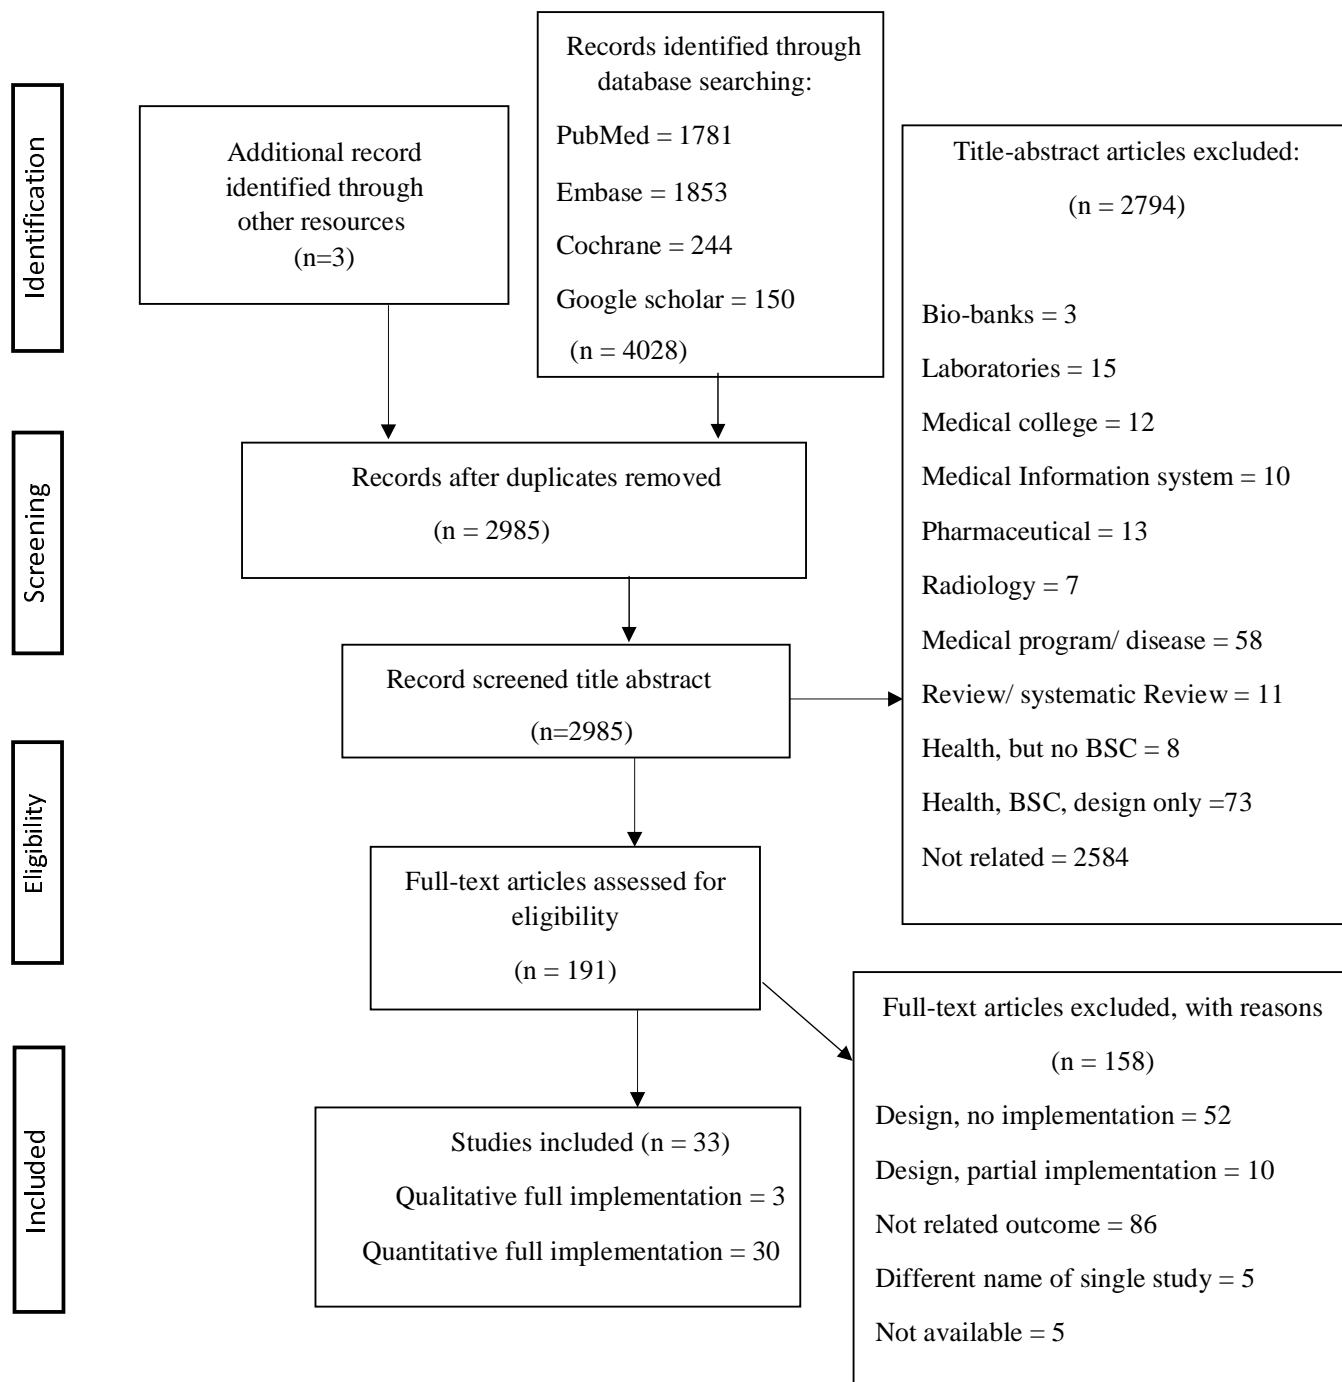 Identification
Additional record
identified through
other resources
(n=3)
Records identified through
database searching:
PubMed = 1781
Embase = 1853
Cochrane = 244
Google scholar = 150
(n = 4028)
Title-abstract articles excluded:
(n = 2794)
Bio-banks = 3
Laboratories = 15
Medical college = 12
Medical Information system = 10
Pharmaceutical = 13
Radiology = 7
Medical program/ disease = 58
Review/ systematic Review = 11
Health, but no BSC = 8
Health, BSC, design only =73
Not related = 2584
Screening
Records after duplicates removed
(n = 2985)
Record screened title abstract
(n=2985)
Eligibility
Full-text articles assessed for
eligibility
(n = 191)
Full-text articles excluded, with reasons
(n = 158)
Design, no implementation = 52
Design, partial implementation = 10
Not related outcome = 86
Different name of single study = 5
Not available = 5
Included
Studies included (n = 33)
Qualitative full implementation = 3
Quantitative full implementation = 30